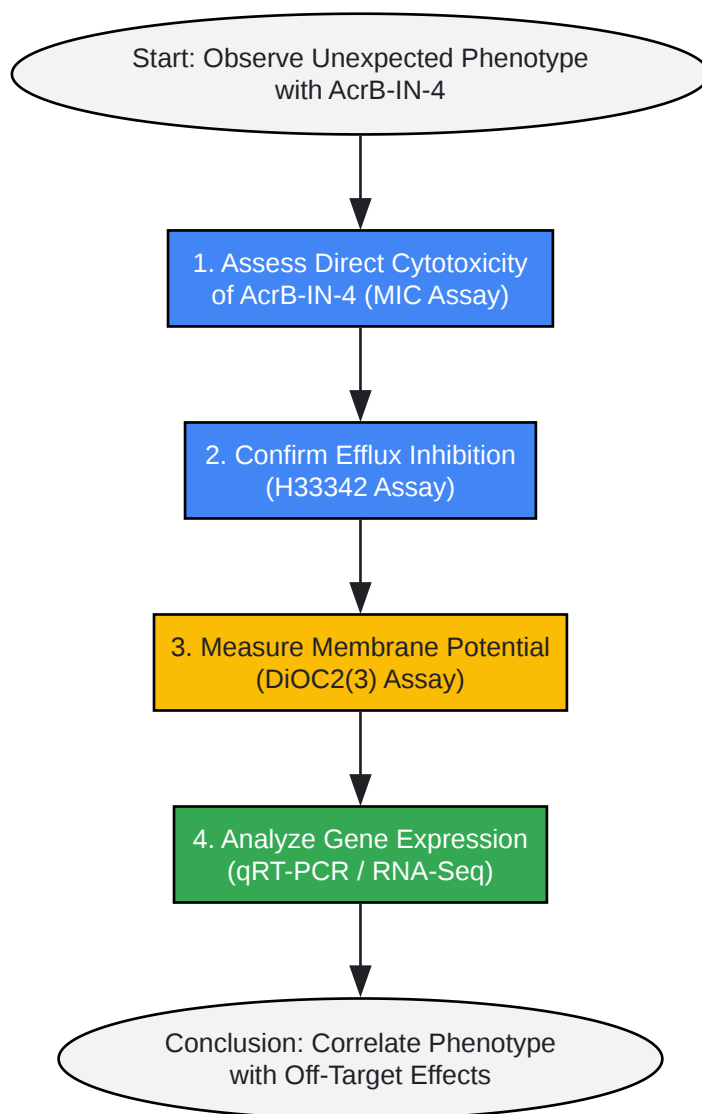 Start: Observe Unexpected Phenotype
with AcrB-IN-4
1. Assess Direct Cytotoxicity
of AcrB-IN-4 (MIC Assay)
2. Confirm Efflux Inhibition
(H33342 Assay)
3. Measure Membrane Potential
(DiOC2(3) Assay)
4. Analyze Gene Expression
(qRT-PCR / RNA-Seq)
Conclusion: Correlate Phenotype
with Off-Target Effects